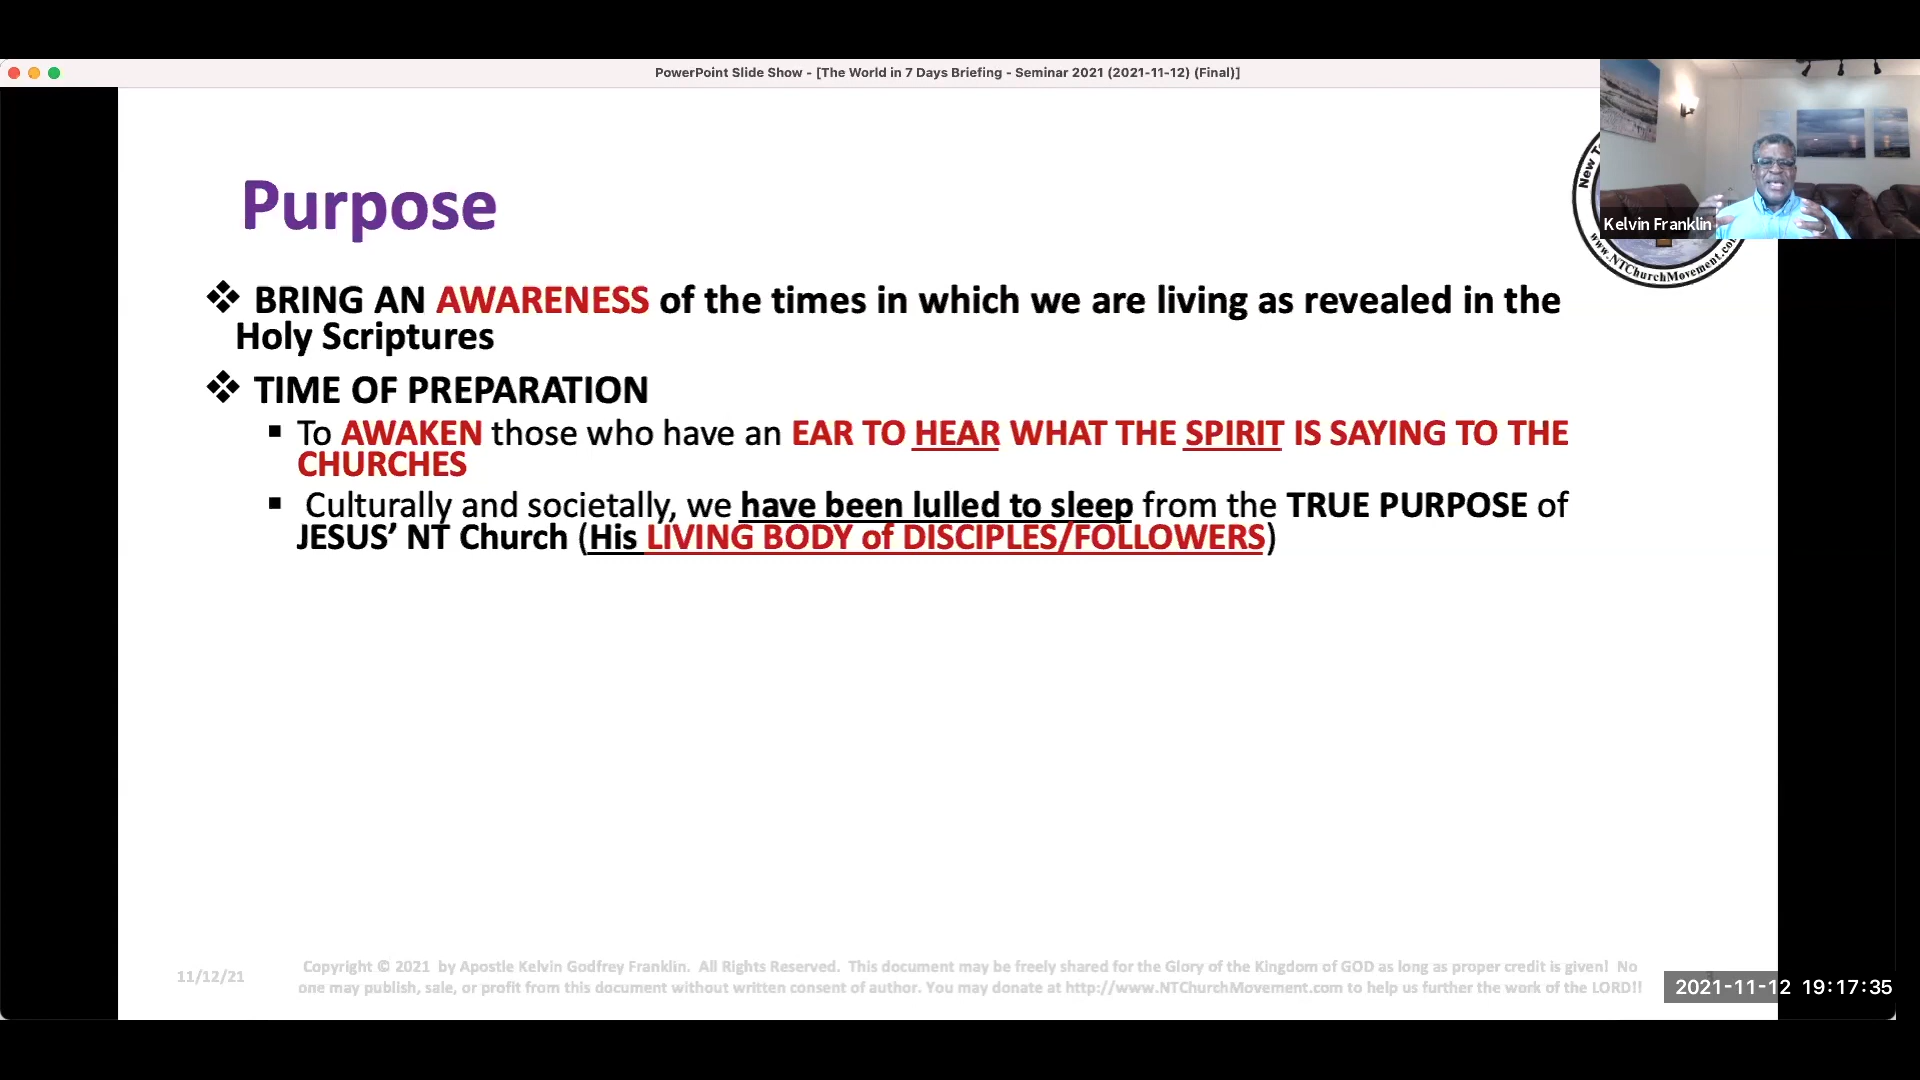 PowerPoint Slide Show - [The World in 7 Days Briefing - Seminar 2021 (2021-11-12) (Final)]
Purpose
New
Kelvin Franklin
www.NTChurchMovement.com
❖ BRING AN AWARENESS of the times in which we are living as revealed in the
Holy Scriptures
❖ TIME OF PREPARATION
▪ To AWAKEN those who have an EAR TO HEAR WHAT THE SPIRIT IS SAYING TO THE
CHURCHES
▪ Culturally and societally, we have been lulled to sleep from the TRUE PURPOSE of
JESUS’ NT Church (His LIVING BODY of DISCIPLES/FOLLOWERS)
11/12/21
Copyright © 2021 by Apostle Kelvin Godfrey Franklin. All Rights Reserved. This document may be freely shared for the Glory of the Kingdom of GOD as long as proper credit is given! No
one may publish, sale, or profit from this document without written consent of author. You may donate at http://www.NTChurchMovement.com to help us further the work of the LORD!!
2021-11-12 19:17:35